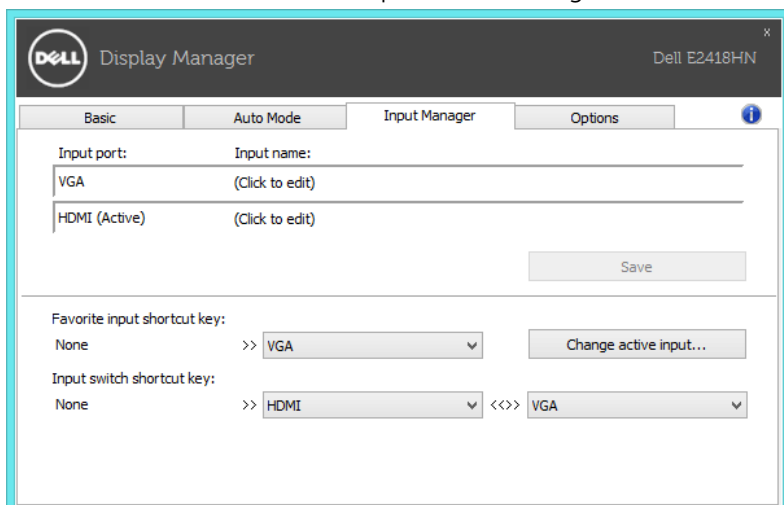 DELL Display Manager Dell E2418HN x
Basic Auto Mode Input Manager Options i
Input port: Input name:
VGA (Click to edit)
HDMI (Active) (Click to edit)
Save
Favorite input shortcut key:
None >> VGA Change active input...
Input switch shortcut key:
None >> HDMI <<>> VGA